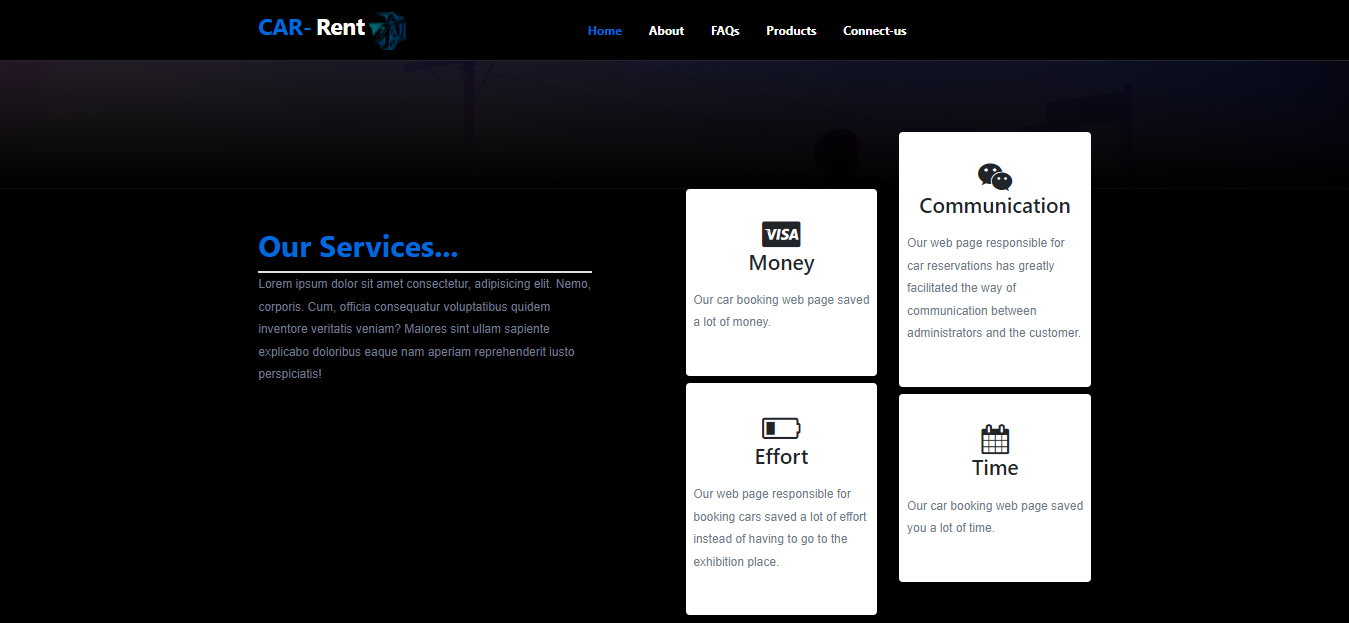 CAR- Rent
Home About FAQs Products Connect-us
Our Services...
Lorem ipsum dolor sit amet consectetur, adipisicing elit. Nemo,
corporis. Cum, officia consequatur voluptatibus quidem
inventore veritatis veniam? Maiores sint ullam sapiente
explicabo doloribus eaque nam aperiam reprehenderit iusto
perspiciatis!
VISA
Money
Our car booking web page saved
a lot of money.
Communication
Our web page responsible for
car reservations has greatly
facilitated the way of
communication between
administrators and the customer.
Effort
Our web page responsible for
booking cars saved a lot of effort
instead of having to go to the
exhibition place.
Time
Our car booking web page saved
you a lot of time.